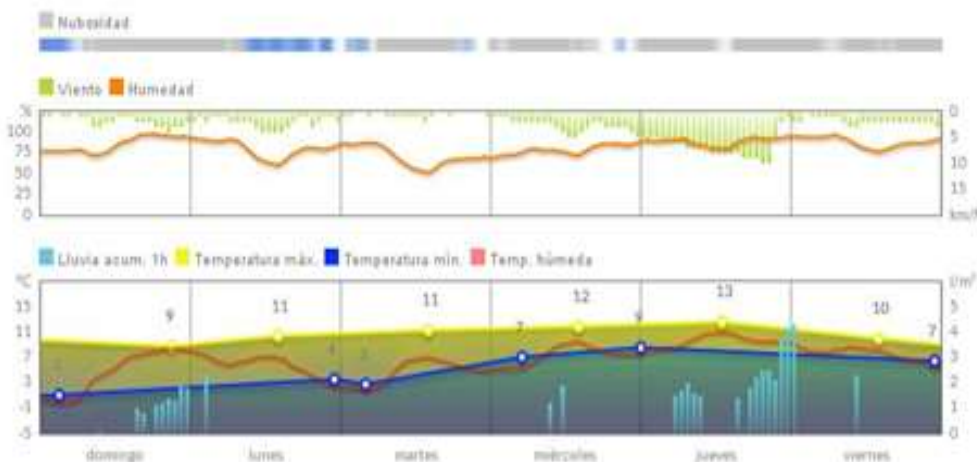 Nubosidad
Viento Humedad
% 0
100 5
75
50 10
25 15
0 km/h
Lluvia acum. 1h Temperatura máx. Temperatura mín. Temp. húmeda
°C l/m²
15 5
11 4
7 3
3 2
-1 1
-5 0
9 11 11 12 13 10
7 9 7
domingo lunes martes miércoles jueves viernes